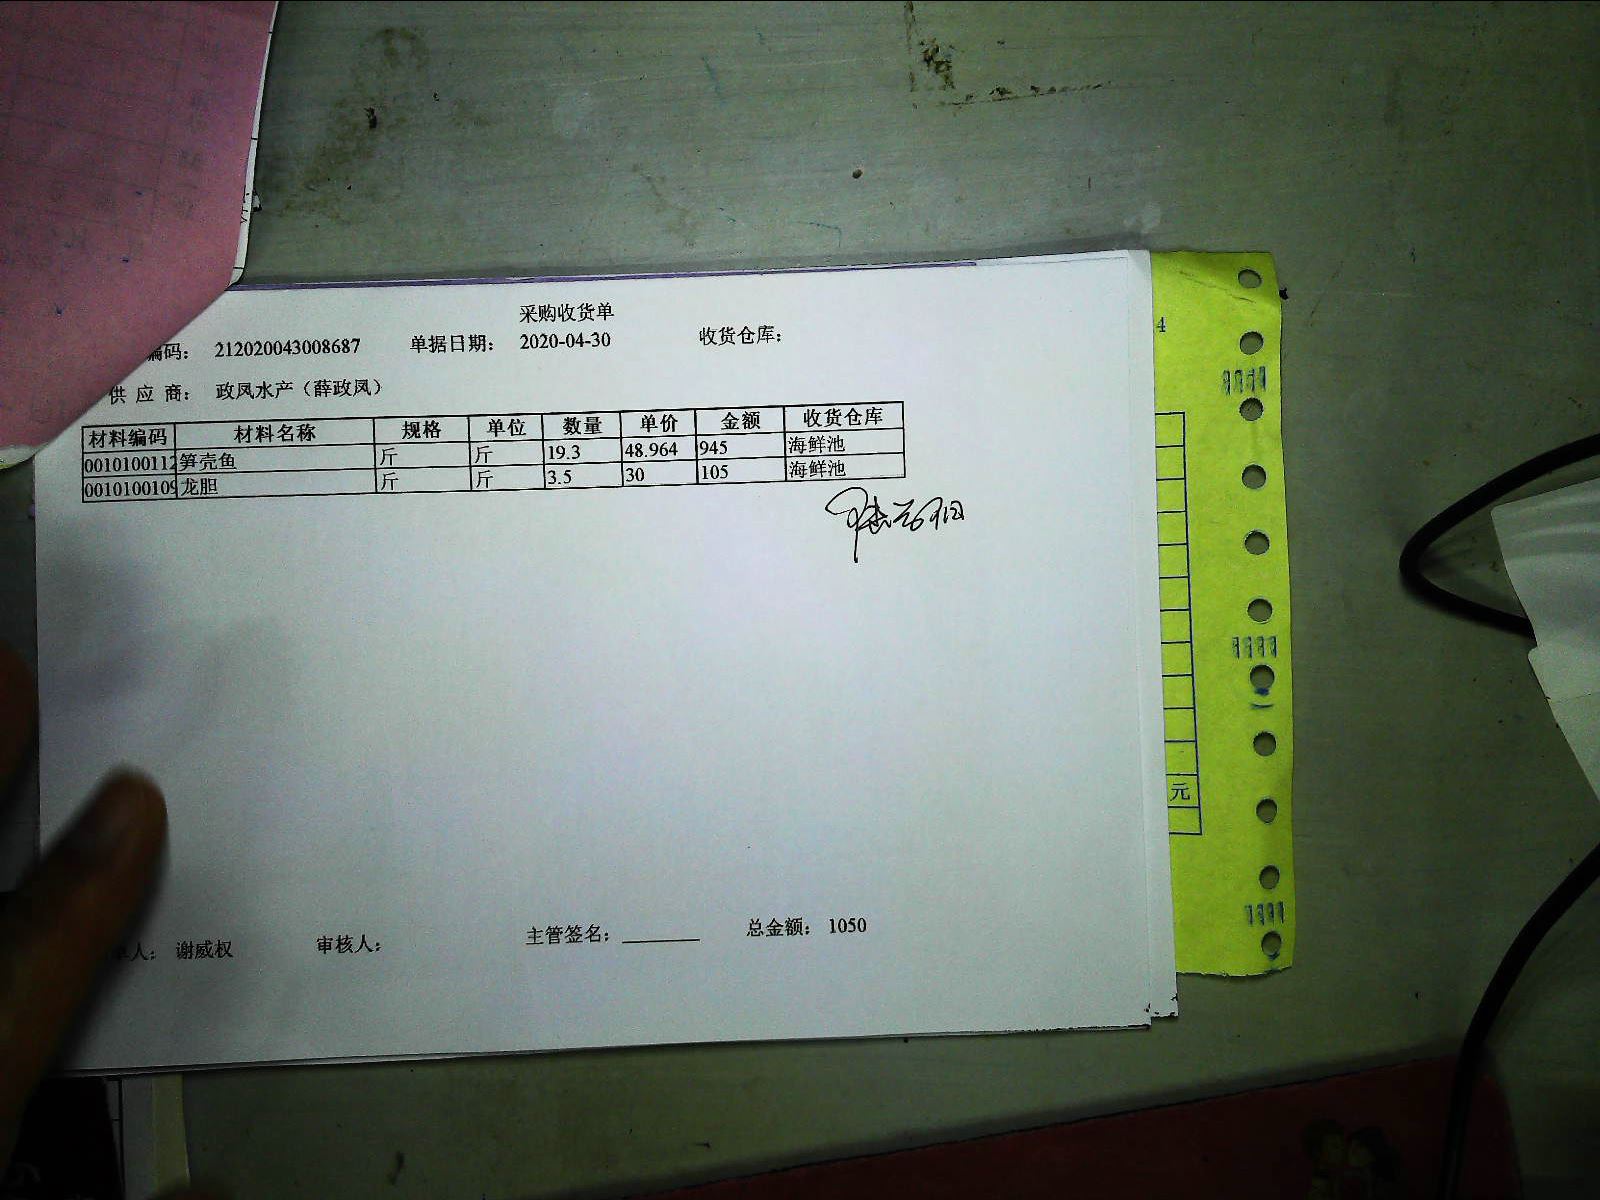 采购收货单
编码： 212020043008687 单据日期： 2020-04-30 收货仓库：
供 应 商： 政凤水产（薛政凤）
材料编码 材料名称 规格 单位 数量 单价 金额 收货仓库
0010100112 笋壳鱼 斤 斤 19.3 48.964 945 海鲜池
0010100109 龙胆 斤 斤 3.5 30 105 海鲜池
单人： 谢威权 审核人： 主管签名： 总金额： 1050
4
元